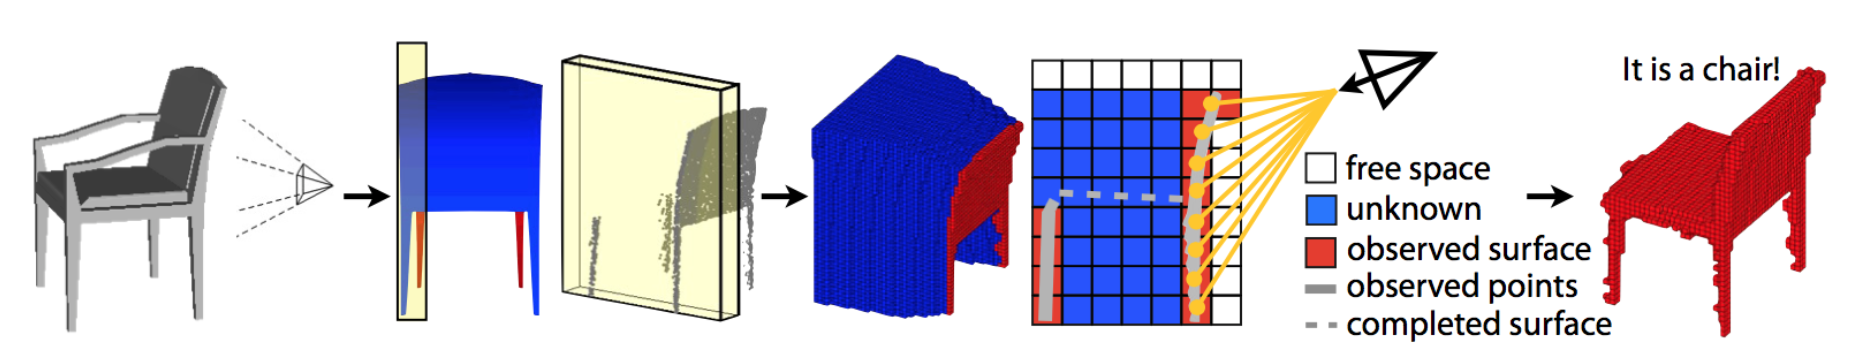 It is a chair!
free space
unknown
observed surface
observed points
completed surface